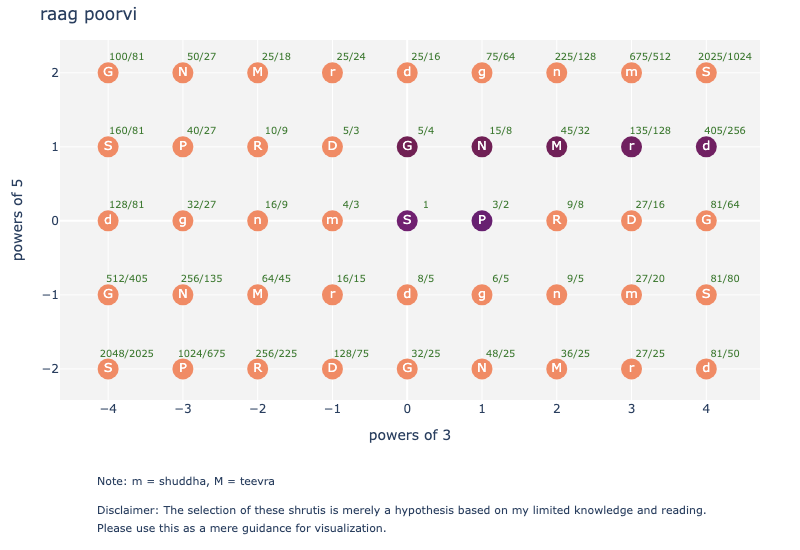 raag poorvi
100/81 50/27 25/18 25/24 25/16 75/64 225/128 675/512 2025/1024
2 G N M r d g n m S
160/81 40/27 10/9 5/3 5/4 15/8 45/32 135/128 405/256
1 S P R D G N M r d
128/81 32/27 16/9 4/3 1 3/2 9/8 27/16 81/64
0 d g n m S P R D G
512/405 256/135 64/45 16/15 8/5 6/5 9/5 27/20 81/80
−1 G N M r d g n m S
2048/2025 1024/675 256/225 128/75 32/25 48/25 36/25 27/25 81/50
−2 S P R D G N M r d
−4 −3 −2 −1 0 1 2 3 4
powers of 5
powers of 3
Note: m = shuddha, M = teevra
Disclaimer: The selection of these shrutis is merely a hypothesis based on my limited knowledge and reading.
Please use this as a mere guidance for visualization.